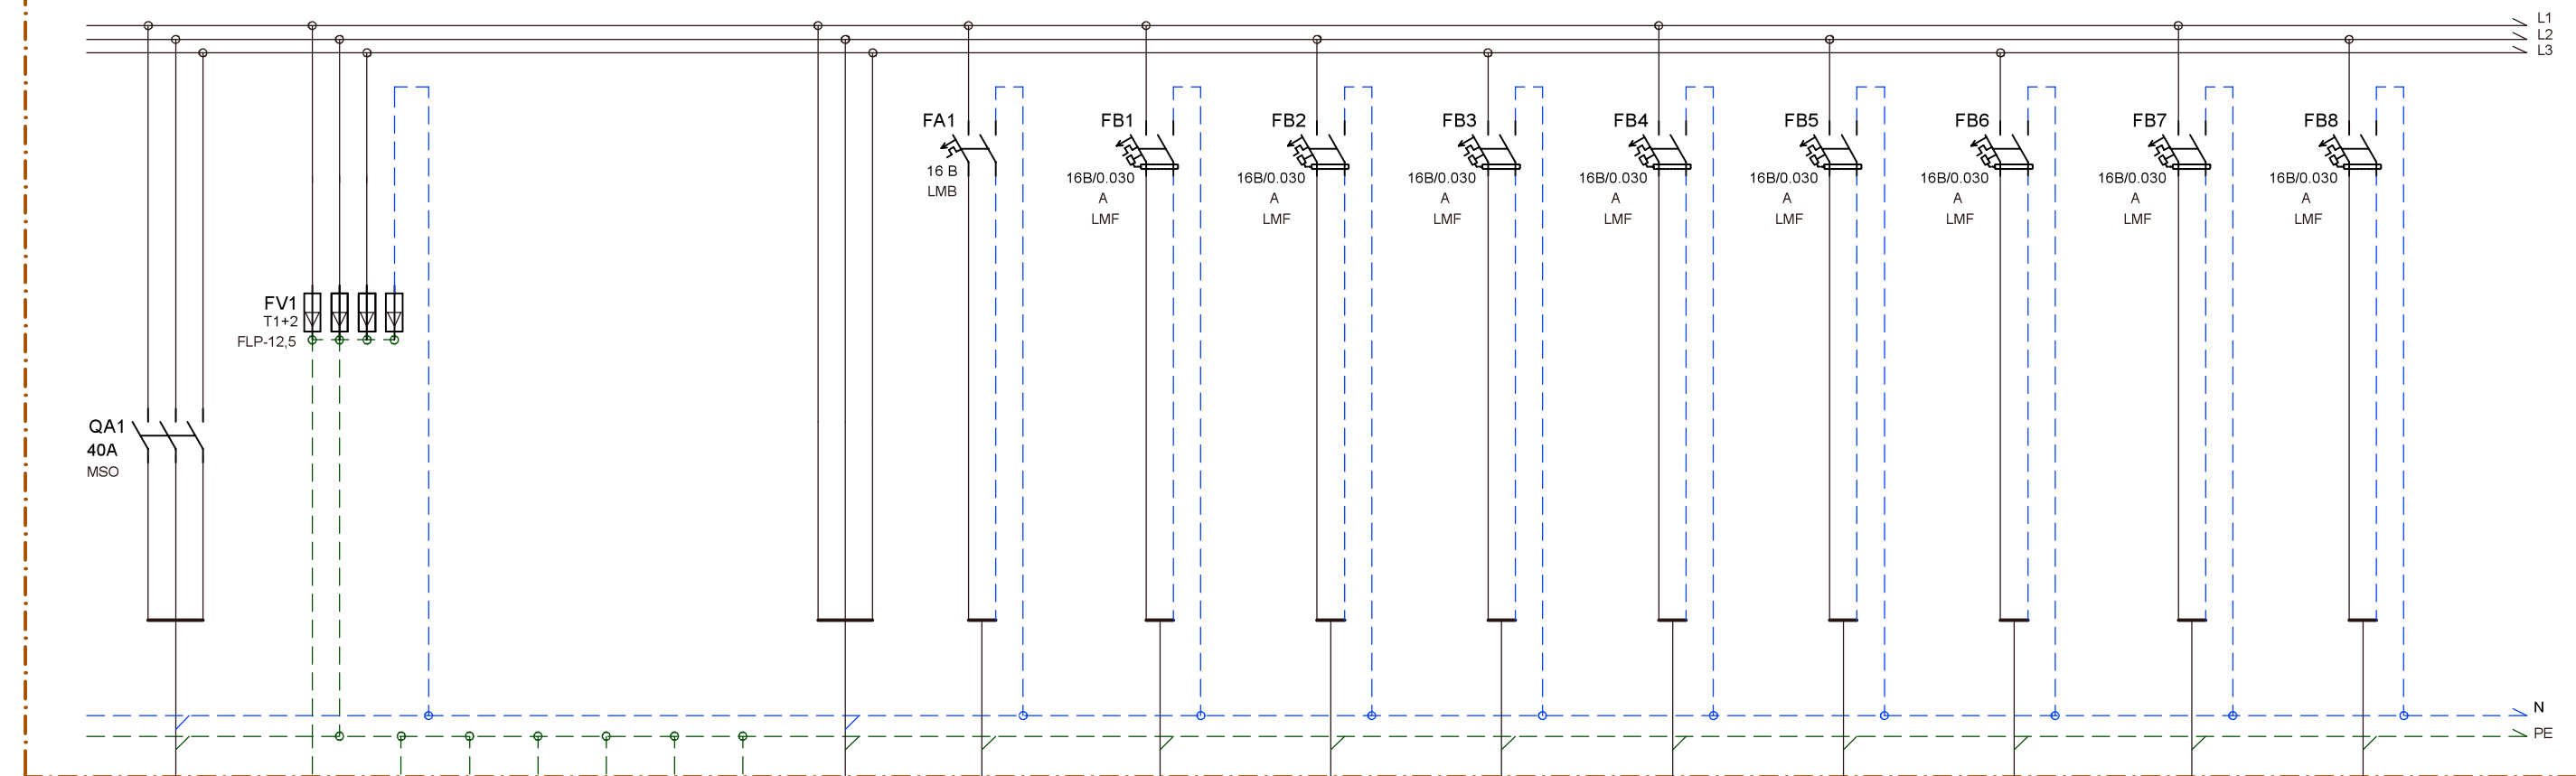 L1
L2
L3
FA1
16 B
LMB
FB1
16B/0.030
A
LMF
FB2
16B/0.030
A
LMF
FB3
16B/0.030
A
LMF
FB4
16B/0.030
A
LMF
FB5
16B/0.030
A
LMF
FB6
16B/0.030
A
LMF
FB7
16B/0.030
A
LMF
FB8
16B/0.030
A
LMF
FV1
T1+2
FLP-12,5
QA1
40A
MSO
N
PE